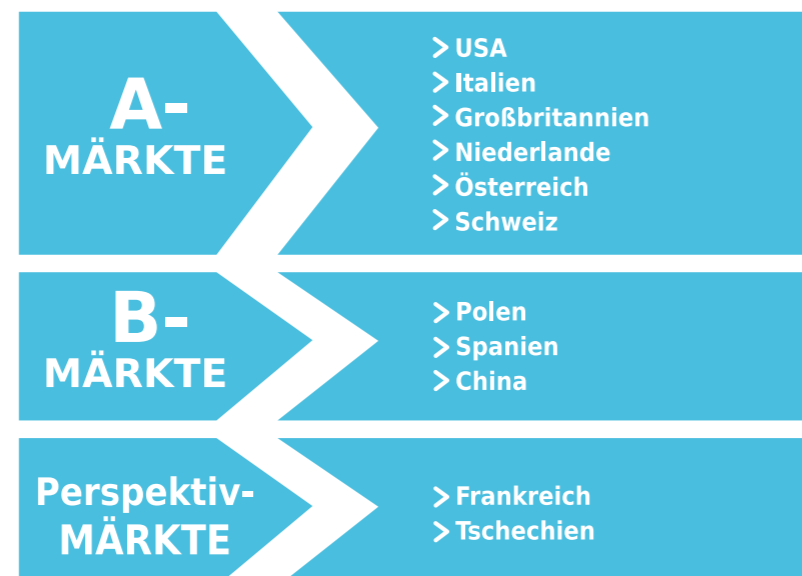 A-
MÄRKTE
USA
Italien
Großbritannien
Niederlande
Österreich
Schweiz
B-
MÄRKTE
Polen
Spanien
China
Perspektiv-
MÄRKTE
Frankreich
Tschechien